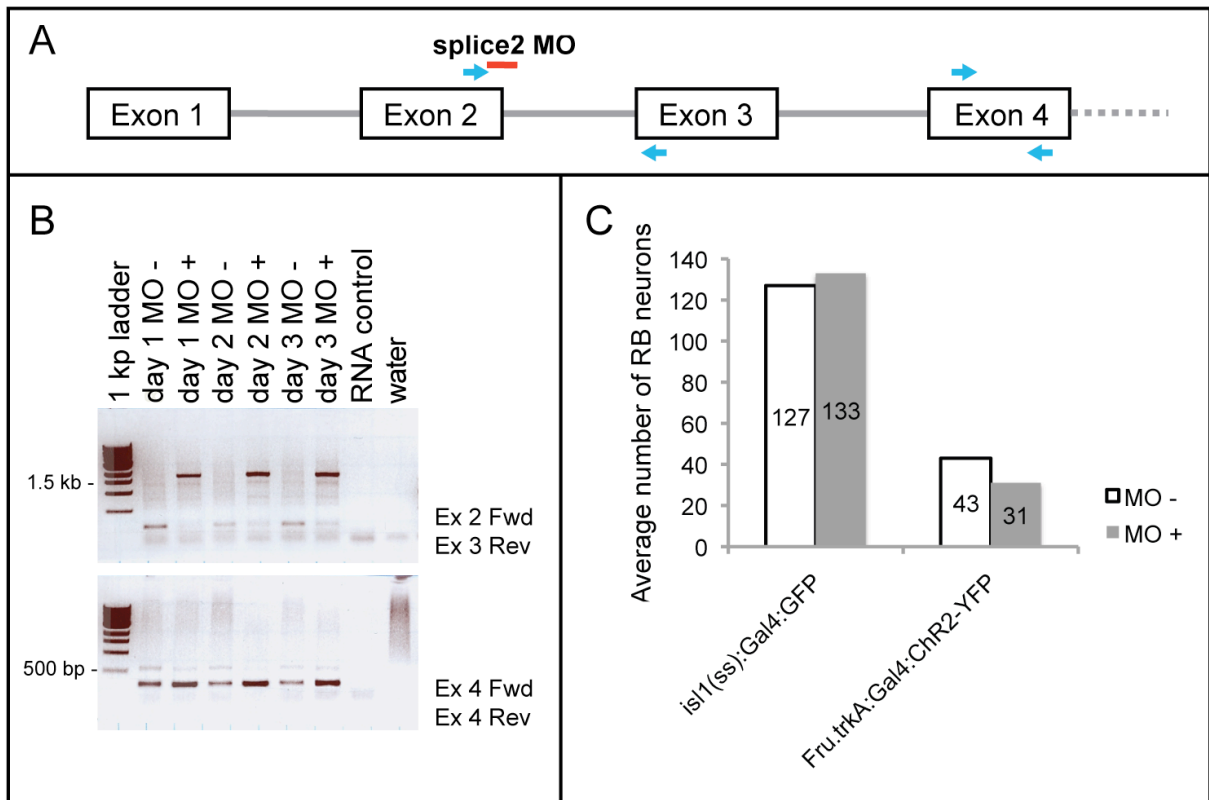 A
splice2 MO
Exon 1
Exon 2
Exon 3
Exon 4
B
1 kp ladder
day 1 MO -
day 1 MO +
day 2 MO -
day 2 MO +
day 3 MO -
day 3 MO +
RNA control
water
1.5 kb -
Ex 2 Fwd
Ex 3 Rev
500 bp -
Ex 4 Fwd
Ex 4 Rev
C
Average number of RB neurons
140
120
100
80
60
40
20
0
127
133
43
31
MO -
MO +
isl1(ss):Gal4:GFP
Fru.trkA:Gal4:ChR2-YFP